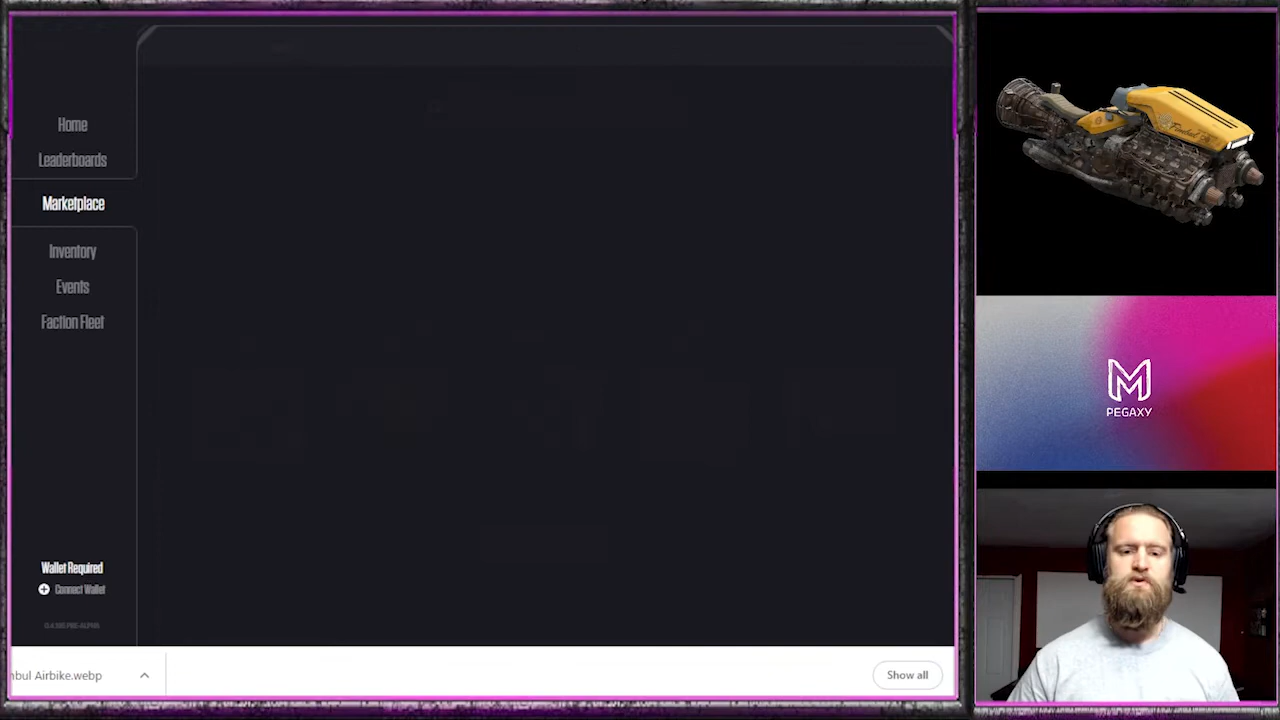 Home
Leaderboards
Marketplace
Inventory
Events
Faction Fleet
Wallet Required
Connect Wallet
nbul Airbike.webp
Show all
PEGAXY